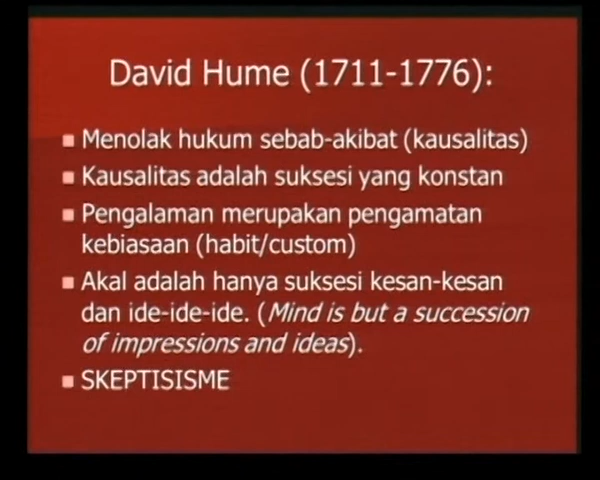 David Hume (1711-1776):
Menolak hukum sebab-akibat (kausalitas)
Kausalitas adalah suksesi yang konstan
Pengalaman merupakan pengamatan
kebiasaan (habit/custom)
Akal adalah hanya suksesi kesan-kesan
dan ide-ide-ide. (Mind is but a succession
of impressions and ideas).
SKEPTISISME